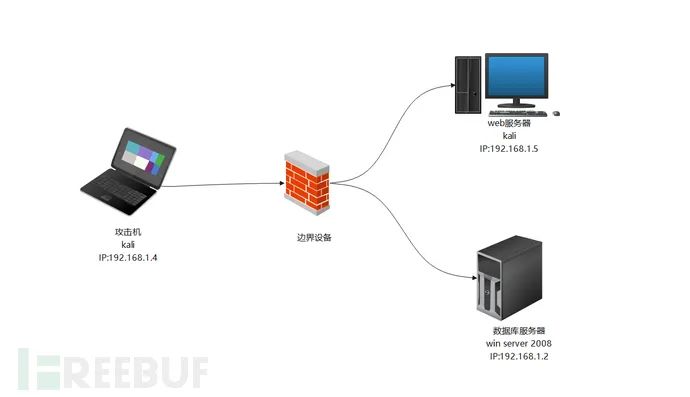 web服务器
kali
IP:192.168.1.5
攻击机
kali
IP:192.168.1.4
边界设备
数据库服务器
win server 2008
IP:192.168.1.2
FREEBUF